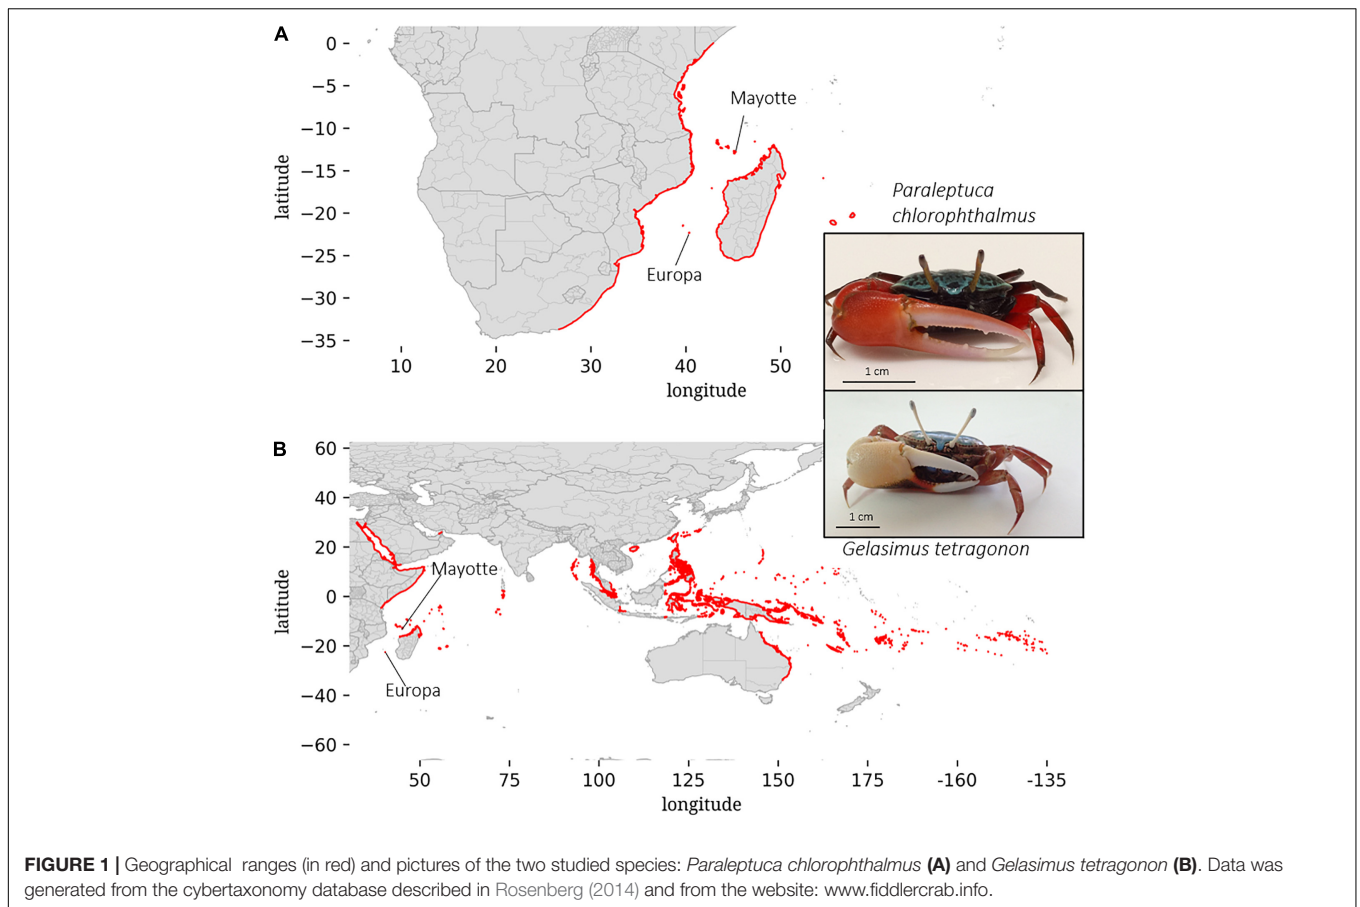 A
0
−5
−10
−15
−20
−25
−30
−35
latitude
10
20
30
40
50
longitude
Mayotte
Europa
Paraleptuca
chlorophthalmus
1 cm
1 cm
Gelasimus tetragonon
B
60
40
20
0
−20
−40
−60
latitude
Mayotte
Europa
50
75
100
125
150
175
-160
-135
longitude
FIGURE 1 | Geographical ranges (in red) and pictures of the two studied species: Paraleptuca chlorophthalmus (A) and Gelasimus tetragonon (B). Data was
generated from the cybertaxonomy database described in Rosenberg (2014) and from the website: www.fiddlercrab.info.